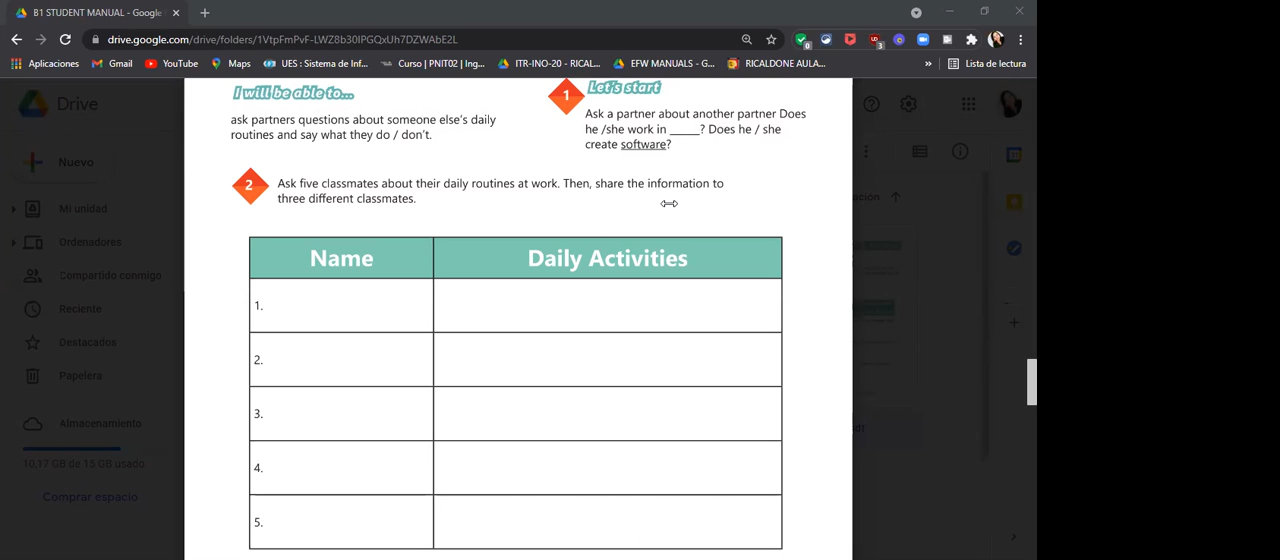 B1 STUDENT MANUAL - Google
drive.google.com/drive/folders/1VtpFmPvF-LWZ8b30IPGQxUh7DZWAbE2L
Aplicaciones
Gmail
YouTube
Maps
UES : Sistema de Inf...
Curso | PNIT02 | Ing...
ITR-INO-20 - RICAL...
EFW MANUALS - G...
RICALDONE AULA...
»
Lista de lectura
Drive
Nuevo
Mi unidad
Ordenadores
Compartido conmigo
Reciente
Destacados
Papelera
Almacenamiento
10,17 GB de 15 GB usado
Comprar espacio
I will be able to...
ask partners questions about someone else's daily
routines and say what they do / don't.
1
Let's start
Ask a partner about another partner Does
he /she work in _____? Does he / she
create software?
2
Ask five classmates about their daily routines at work. Then, share the information to
three different classmates.
Name
Daily Activities
1.
2.
3.
4.
5.